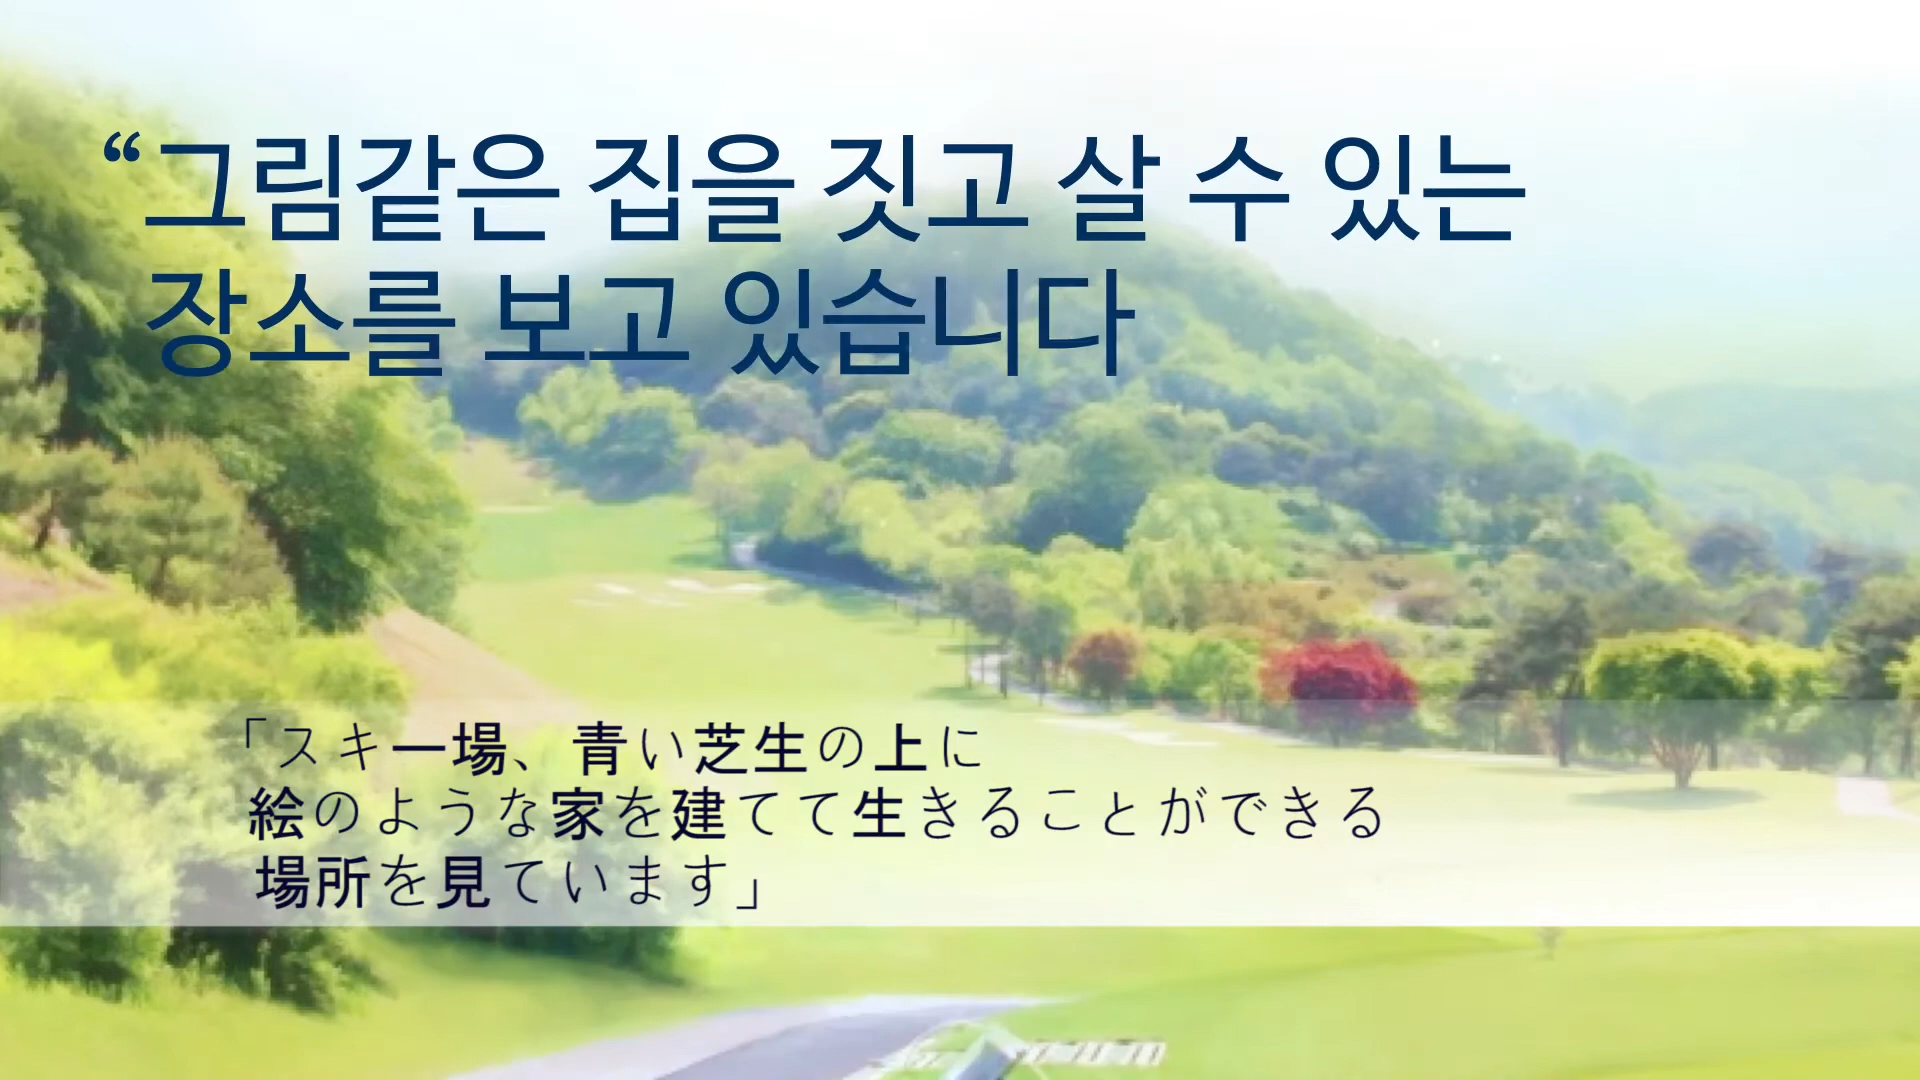 “그림같은 집을 짓고 살 수 있는
장소를 보고 있습니다
「スキー場、青い芝生の上に
絵のような家を建てて生きることができる
場所を見ています」